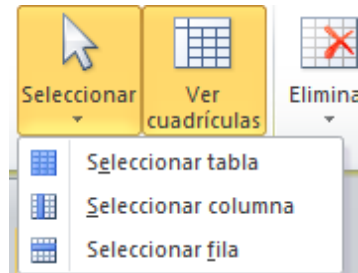 Seleccionar
Ver
cuadrículas
Elimina
Seleccionar tabla
Seleccionar columna
Seleccionar fila